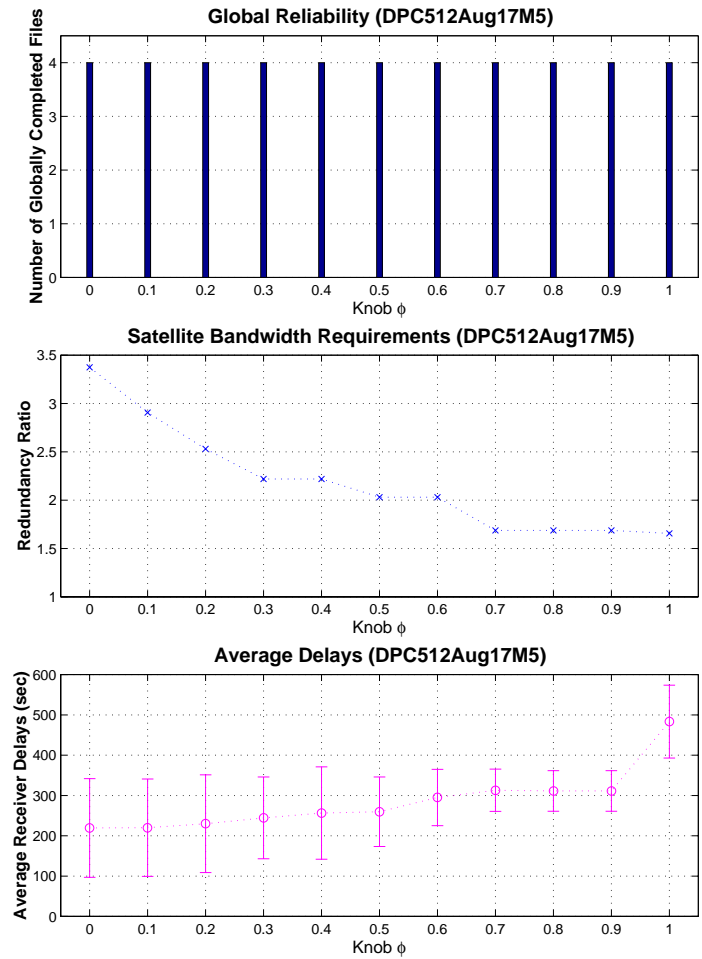 Global Reliability (DPC512Aug17M5)
Number of Globally Completed Files
4
3
2
1
0
0 0.1 0.2 0.3 0.4 0.5 0.6 0.7 0.8 0.9 1
Knob ϕ
Satellite Bandwidth Requirements (DPC512Aug17M5)
Redundancy Ratio
3.5
3
2.5
2
1.5
1
0 0.1 0.2 0.3 0.4 0.5 0.6 0.7 0.8 0.9 1
Knob ϕ
Average Delays (DPC512Aug17M5)
Average Receiver Delays (sec)
600
500
400
300
200
100
0
0 0.1 0.2 0.3 0.4 0.5 0.6 0.7 0.8 0.9 1
Knob ϕ